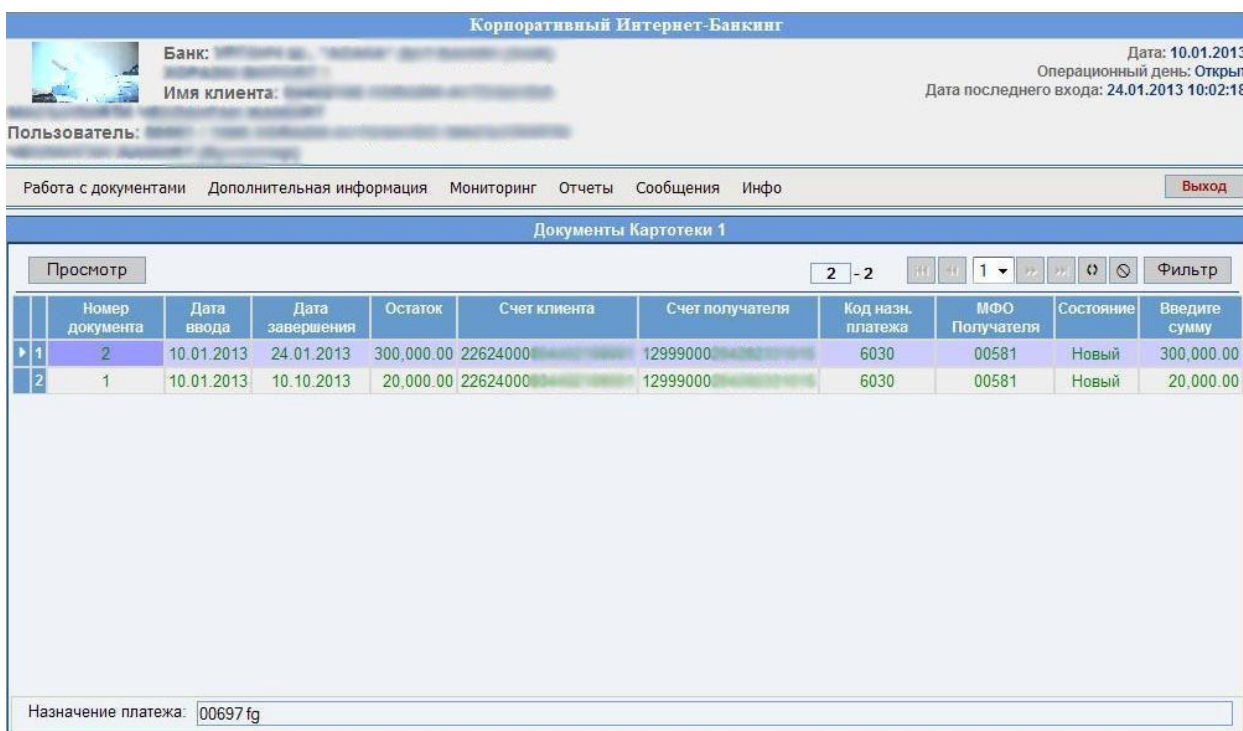 Корпоративный Интернет-Банкинг
Банк:
Имя клиента:
Пользователь:
Дата: 10.01.2013
Операционный день: Открыт
Дата последнего входа: 24.01.2013 10:02:18
Работа с документами Дополнительная информация Мониторинг Отчеты Сообщения Инфо Выход
Документы Картотеки 1
Просмотр 2 - 2 1 Фильтр
Номер документа Дата ввода Дата завершения Остаток Счет клиента Счет получателя Код назн. платежа МФО Получателя Состояние Введите сумму
1 2 10.01.2013 24.01.2013 300,000.00 22624000 12999000 6030 00581 Новый 300,000.00
2 1 10.01.2013 10.10.2013 20,000.00 22624000 12999000 6030 00581 Новый 20,000.00
Назначение платежа: 00697 fg